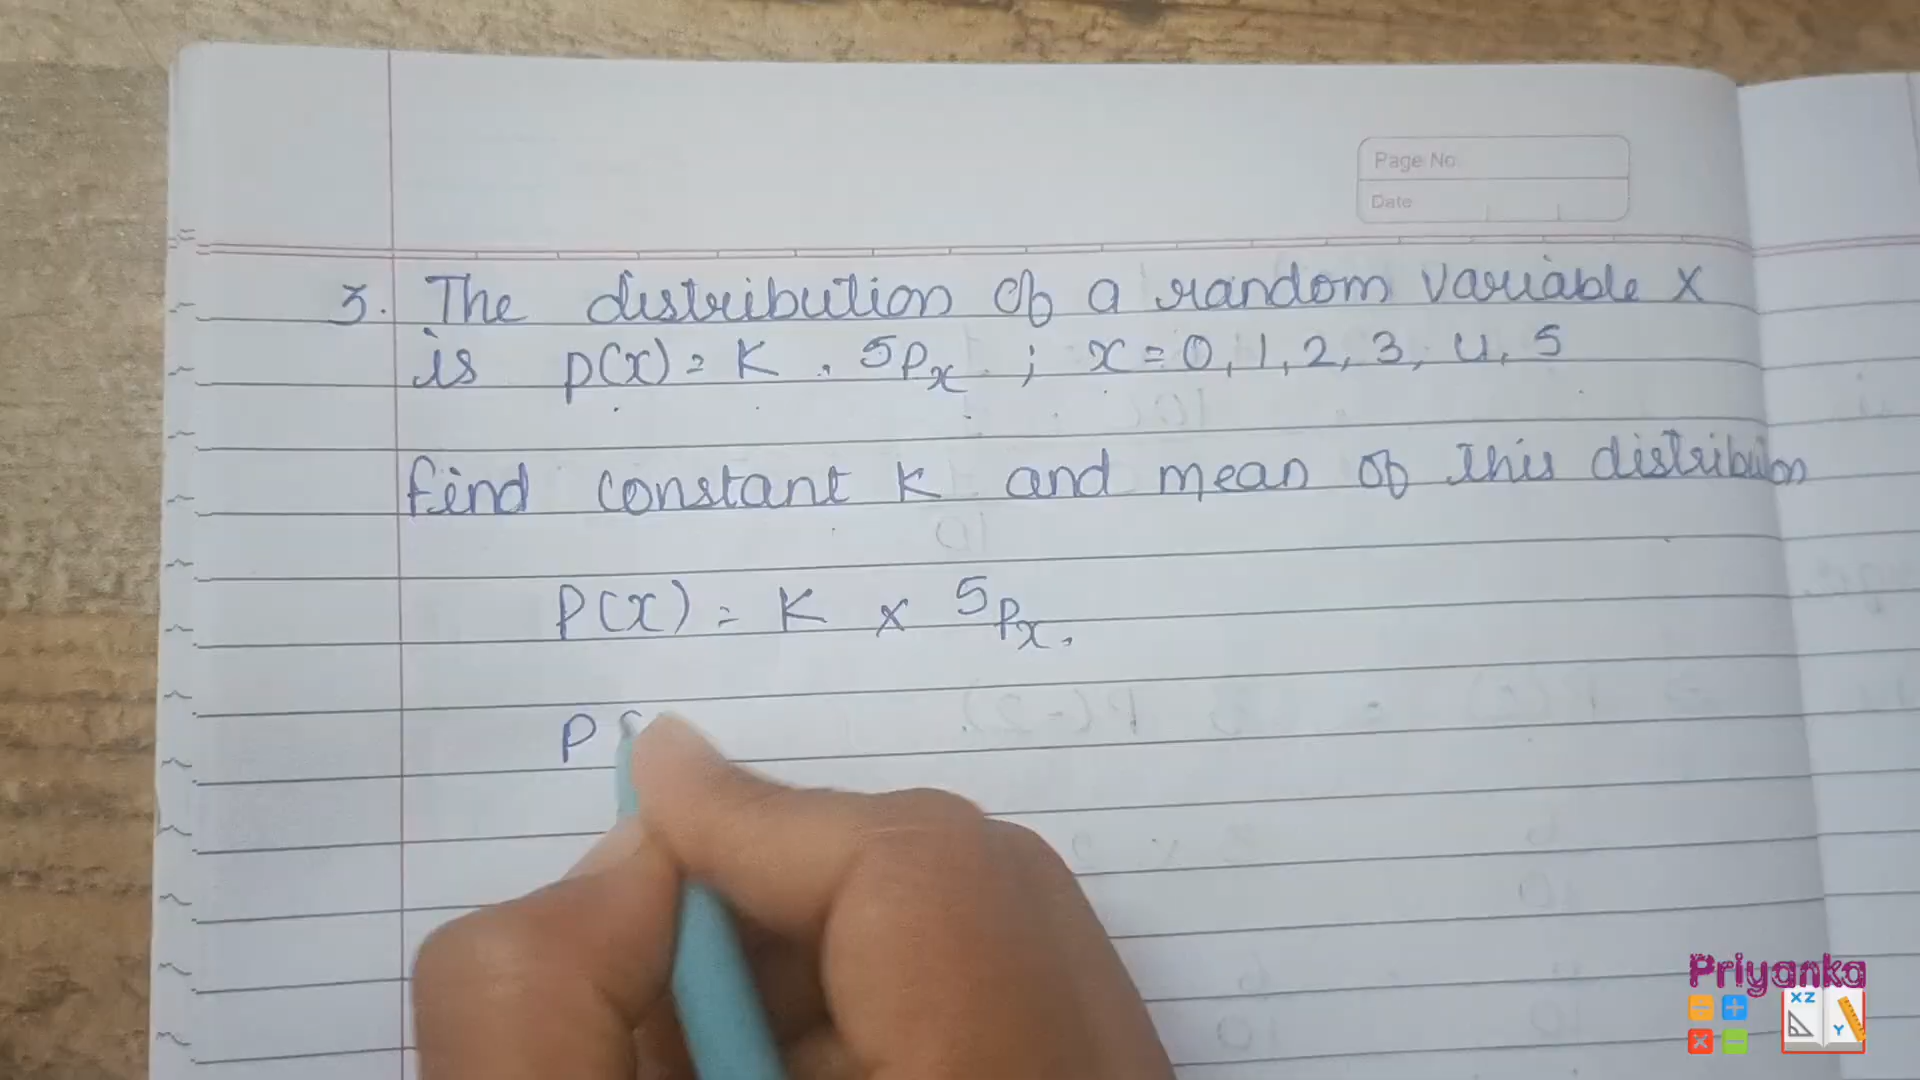 Page No.
Date
3. The distribution of a random variable x
is p(x) = K . 5Px ; x = 0, 1, 2, 3, 4, 5
find constant K and mean of this distribution
P(x) = K × 5Px.
P (
Priyanka
XZ
Y